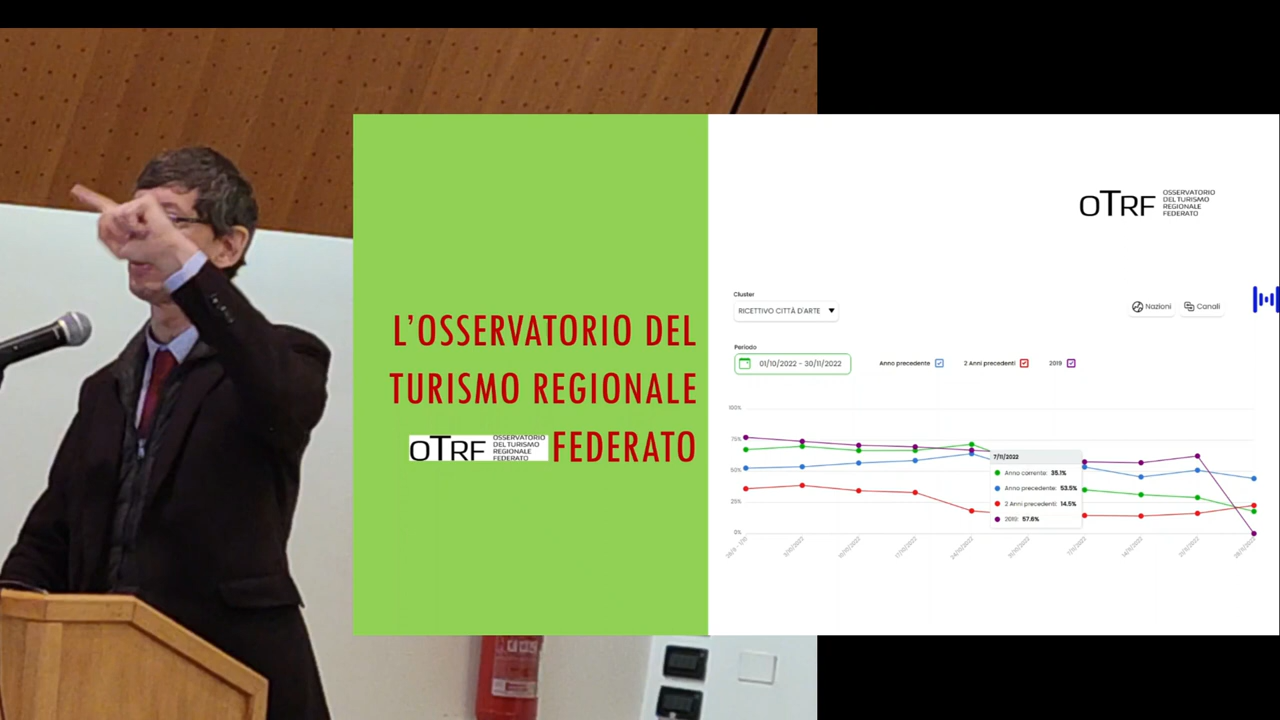 L'OSSERVATORIO DEL
TURISMO REGIONALE
FEDERATO
OTRF
OSSERVATORIO
DEL TURISMO
REGIONALE
FEDERATO
OTRF
OSSERVATORIO
DEL TURISMO
REGIONALE
FEDERATO
Cluster
RICETTIVO CITTÀ D'ARTE
Nazioni
Canali
Periodo
01/10/2022 - 30/11/2022
Anno precedente
2 Anni precedenti
2019
100%
75%
50%
25%
0%
7/11/2022
Anno corrente: 35.1%
Anno precedente: 53.5%
2 Anni precedenti: 14.5%
2019: 57.6%